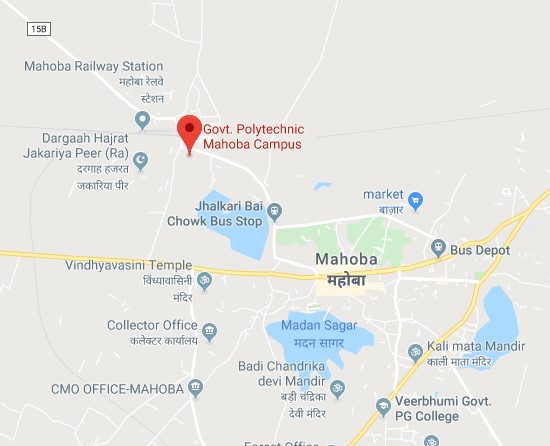 15B
Mahoba Railway Station
महोबा रेलवे
स्टेशन
Govt. Polytechnic
Mahoba Campus
Dargaah Hajrat
Jakariya Peer (Ra)
दरगाह हजरत
जकारिया पीर
market
बाज़ार
Jhalkari Bai
Chowk Bus Stop
Bus Depot
Mahoba
महोबा
Vindhyavasini Temple
विंध्यावासिनी
मंदिर
Collector Office
कलेक्टर कार्यालय
Madan Sagar
मदन सागर
Kali mata Mandir
काली माता मंदिर
Badi Chandrika
devi Mandir
बड़ी चंद्रिका
देवी मंदिर
CMO OFFICE-MAHOBA
Veerbhumi Govt.
PG College
Forest Office